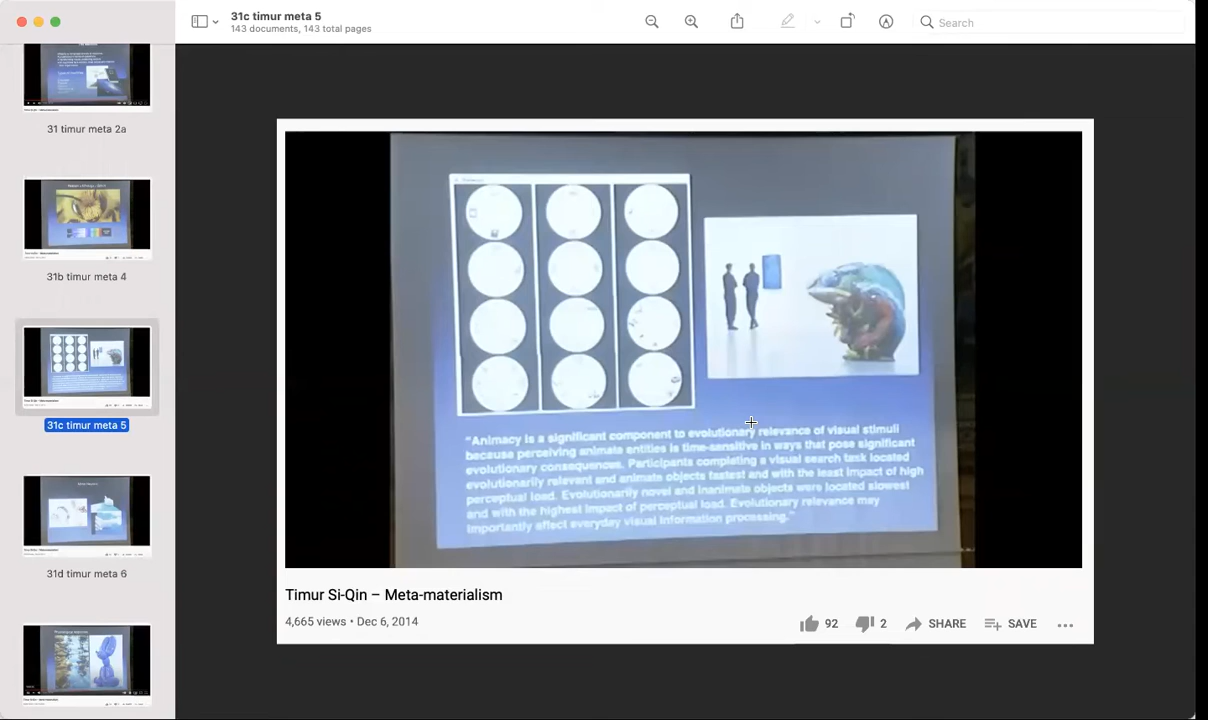 31c timur meta 5
143 documents, 143 total pages
Search
31 timur meta 2a
31b timur meta 4
31c timur meta 5
31d timur meta 6
"Animacy is a significant component to evolutionary relevance of visual stimuli
because perceiving animate entities is time-sensitive in ways that pose significant
evolutionary consequences. Participants completing a visual search task located
evolutionarily relevant and animate objects fastest and with the least impact of high
perceptual load. Evolutionarily novel and inanimate objects were located slowest
and with the highest impact of perceptual load. Evolutionary relevance may
importantly affect everyday visual information processing."
Timur Si-Qin – Meta-materialism
4,665 views • Dec 6, 2014
92
2
SHARE
SAVE